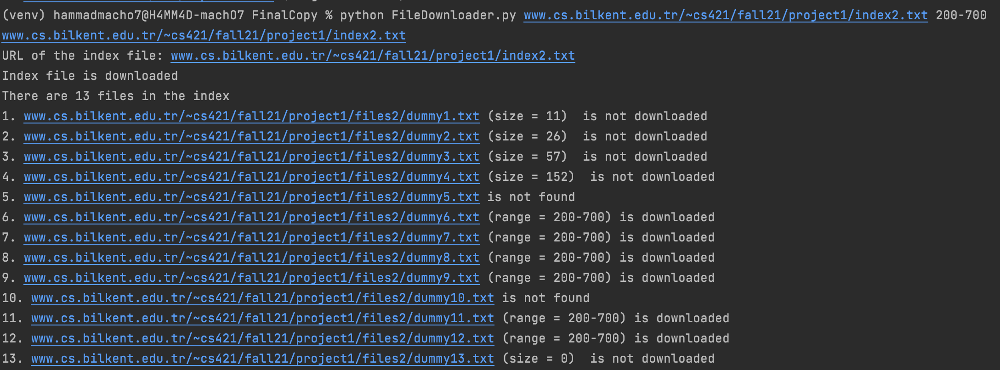 (venv) hammadmacho7@H4MM4D-machO7 FinalCopy % python FileDownloader.py www.cs.bilkent.edu.tr/~cs421/fall21/project1/index2.txt 200-700
www.cs.bilkent.edu.tr/~cs421/fall21/project1/index2.txt
URL of the index file: www.cs.bilkent.edu.tr/~cs421/fall21/project1/index2.txt
Index file is downloaded
There are 13 files in the index
1. www.cs.bilkent.edu.tr/~cs421/fall21/project1/files2/dummy1.txt (size = 11)  is not downloaded
2. www.cs.bilkent.edu.tr/~cs421/fall21/project1/files2/dummy2.txt (size = 26)  is not downloaded
3. www.cs.bilkent.edu.tr/~cs421/fall21/project1/files2/dummy3.txt (size = 57)  is not downloaded
4. www.cs.bilkent.edu.tr/~cs421/fall21/project1/files2/dummy4.txt (size = 152)  is not downloaded
5. www.cs.bilkent.edu.tr/~cs421/fall21/project1/files2/dummy5.txt is not found
6. www.cs.bilkent.edu.tr/~cs421/fall21/project1/files2/dummy6.txt (range = 200-700) is downloaded
7. www.cs.bilkent.edu.tr/~cs421/fall21/project1/files2/dummy7.txt (range = 200-700) is downloaded
8. www.cs.bilkent.edu.tr/~cs421/fall21/project1/files2/dummy8.txt (range = 200-700) is downloaded
9. www.cs.bilkent.edu.tr/~cs421/fall21/project1/files2/dummy9.txt (range = 200-700) is downloaded
10. www.cs.bilkent.edu.tr/~cs421/fall21/project1/files2/dummy10.txt is not found
11. www.cs.bilkent.edu.tr/~cs421/fall21/project1/files2/dummy11.txt (range = 200-700) is downloaded
12. www.cs.bilkent.edu.tr/~cs421/fall21/project1/files2/dummy12.txt (range = 200-700) is downloaded
13. www.cs.bilkent.edu.tr/~cs421/fall21/project1/files2/dummy13.txt (size = 0)  is not downloaded